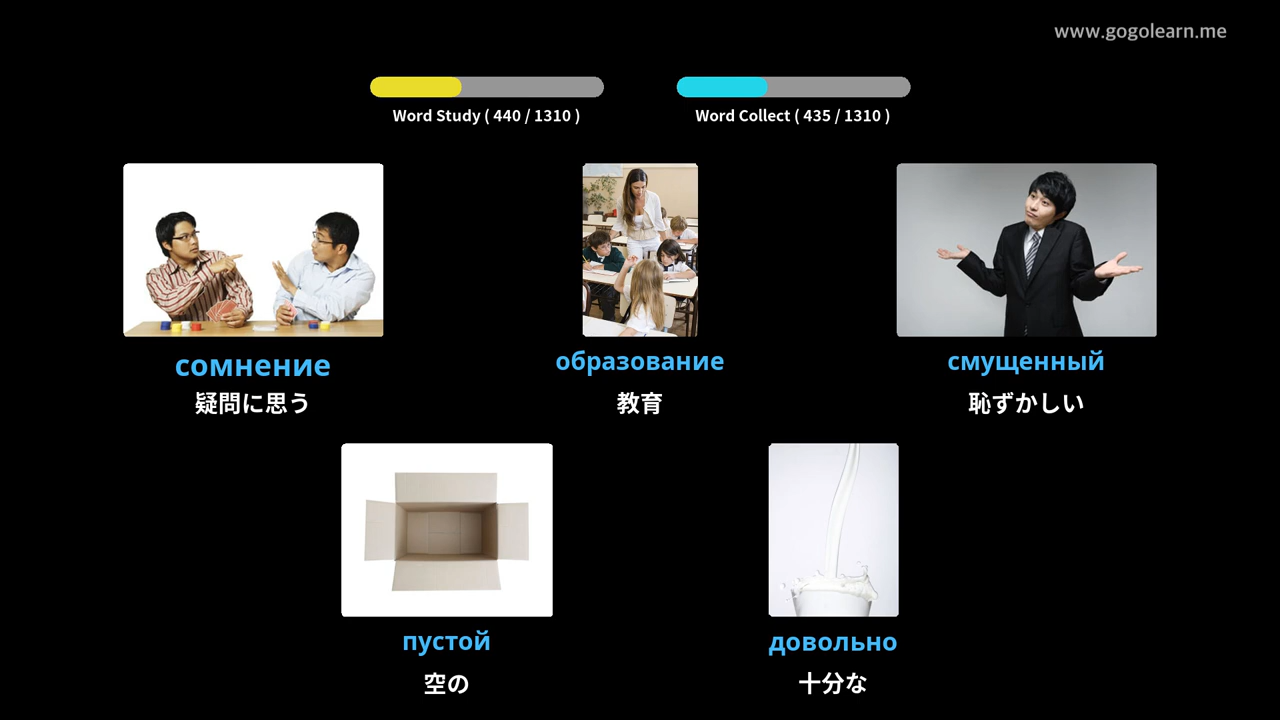 www.gogolearn.me
Word Study ( 440 / 1310 )
Word Collect ( 435 / 1310 )
сомнение
疑問に思う
образование
教育
смущенный
恥ずかしい
пустой
空の
довольно
十分な